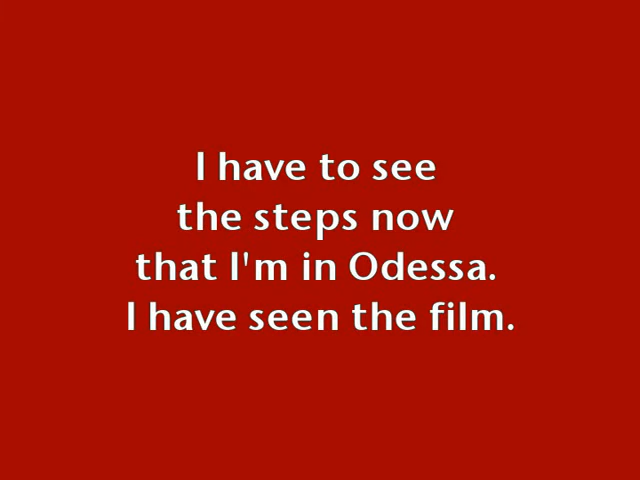 I have to see
the steps now
that I'm in Odessa.
I have seen the film.